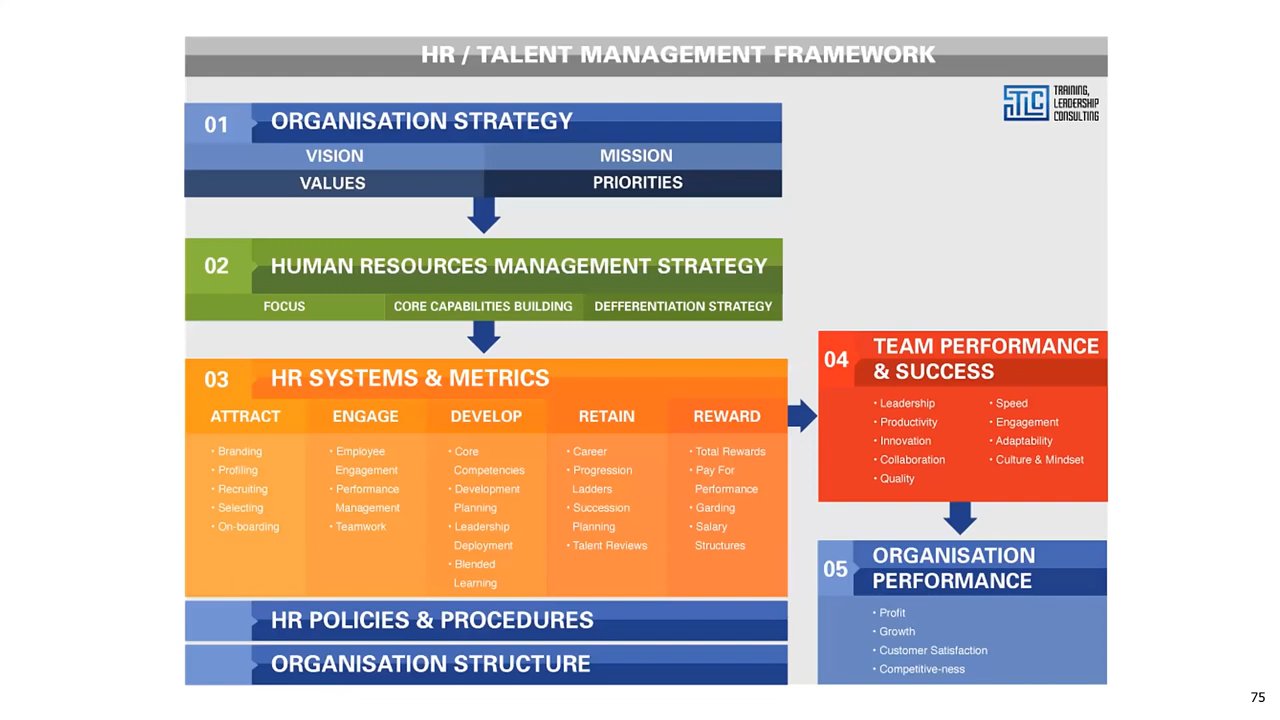 HR / TALENT MANAGEMENT FRAMEWORK
TLC
TRAINING,
LEADERSHIP
CONSULTING
01
ORGANISATION STRATEGY
VISION
MISSION
VALUES
PRIORITIES
02
HUMAN RESOURCES MANAGEMENT STRATEGY
FOCUS
CORE CAPABILITIES BUILDING
DEFFERENTIATION STRATEGY
03
HR SYSTEMS & METRICS
ATTRACT
• Branding
• Profiling
• Recruiting
• Selecting
• On-boarding
ENGAGE
• Employee
Engagement
• Performance
Management
• Teamwork
DEVELOP
• Core
Competencies
• Development
Planning
• Leadership
Deployment
• Blended
Learning
RETAIN
• Career
• Progression
Ladders
• Succession
Planning
• Talent Reviews
REWARD
• Total Rewards
• Pay For
Performance
• Garding
• Salary
Structures
HR POLICIES & PROCEDURES
ORGANISATION STRUCTURE
04
TEAM PERFORMANCE
& SUCCESS
• Leadership
• Productivity
• Innovation
• Collaboration
• Quality
• Speed
• Engagement
• Adaptability
• Culture & Mindset
05
ORGANISATION
PERFORMANCE
• Profit
• Growth
• Customer Satisfaction
• Competitive-ness
75